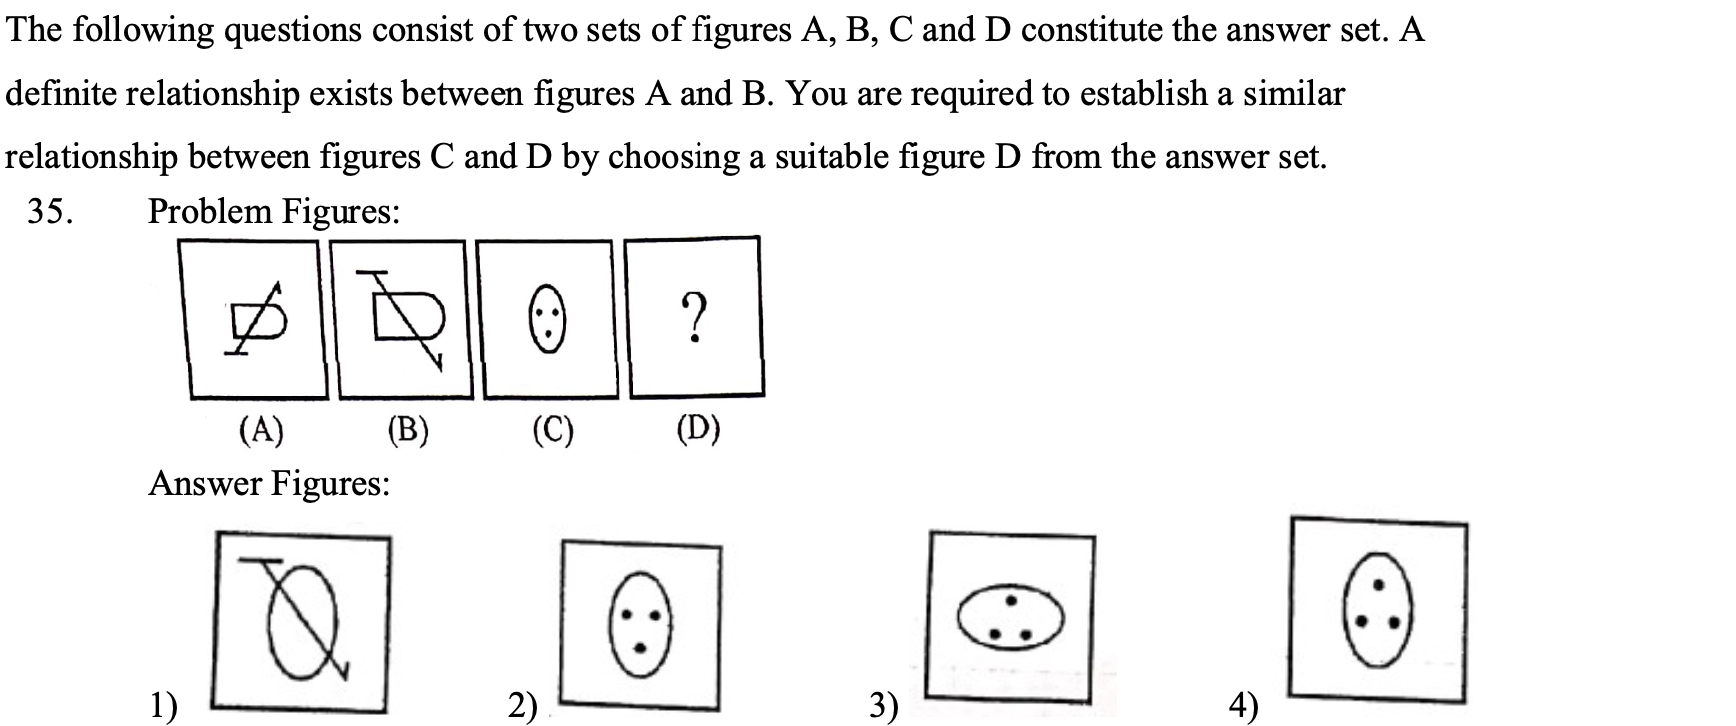 The following questions consist of two sets of figures A, B, C and D constitute the answer set. A
definite relationship exists between figures A and B. You are required to establish a similar
relationship between figures C and D by choosing a suitable figure D from the answer set.
35. Problem Figures:
?
(A) (B) (C) (D)
Answer Figures:
1) 2) 3) 4)